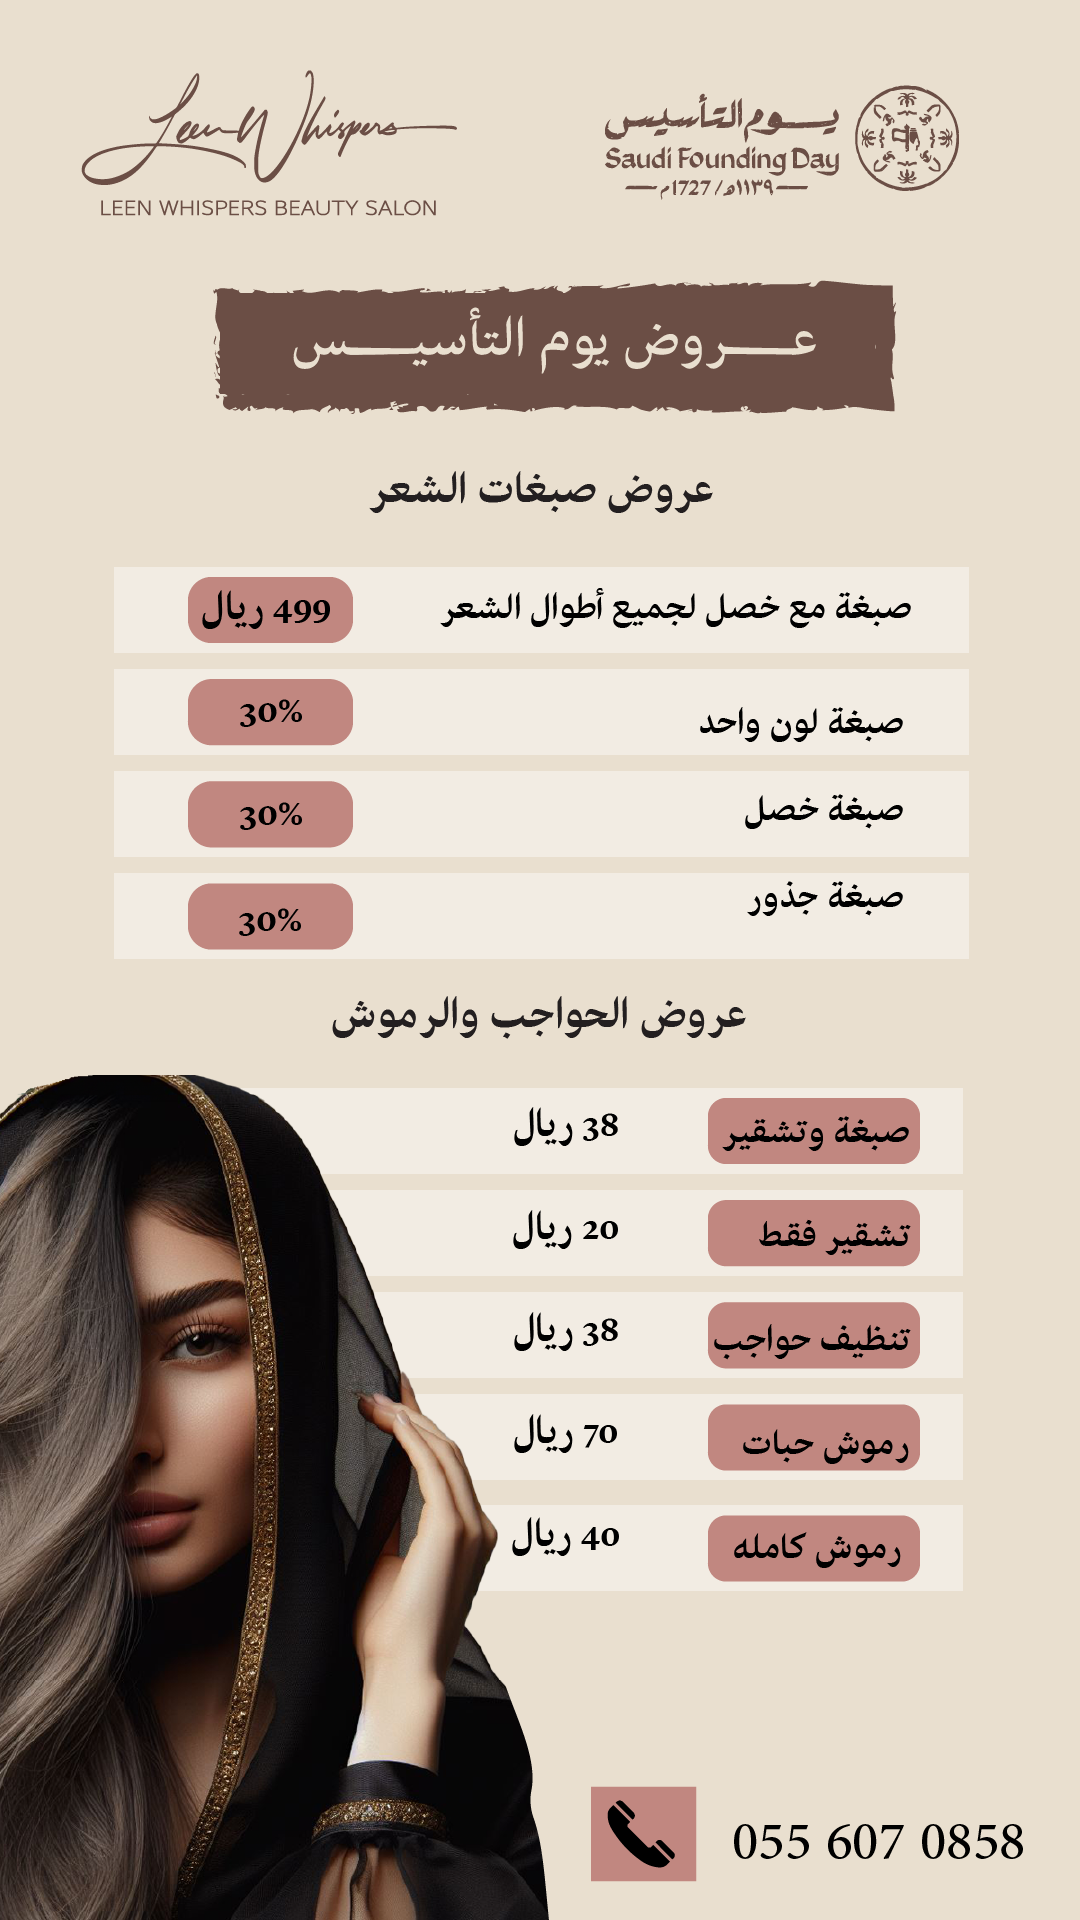 Leen Whispers
LEEN WHISPERS BEAUTY SALON
يـــوم التأسيس
Saudi Founding Day
١١٣٩هـ / 1727م
عـــروض يوم التأسيـــس
عروض صبغات الشعر
صبغة مع خصل لجميع أطوال الشعر 499 ريال
صبغة لون واحد 30%
صبغة خصل 30%
صبغة جذور 30%
عروض الحواجب والرموش
صبغة وتشقير 38 ريال
تشقير فقط 20 ريال
تنظيف حواجب 38 ريال
رموش حبات 70 ريال
رموش كامله 40 ريال
055 607 0858